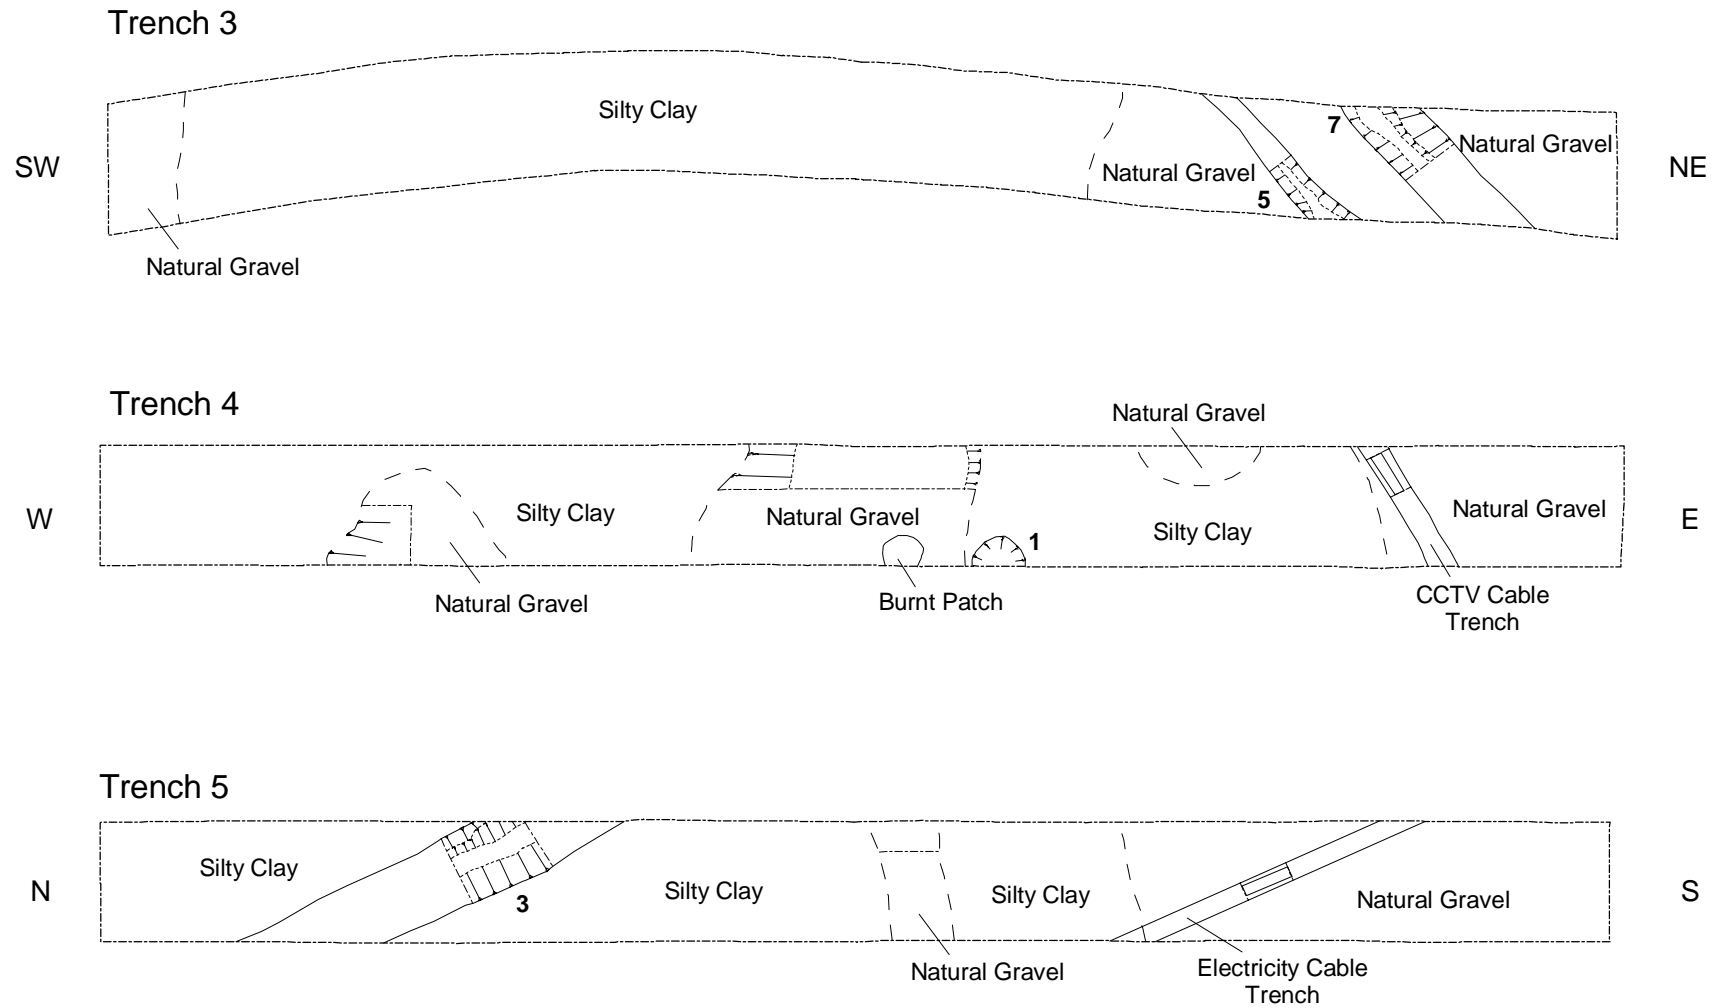 Trench 3
Silty Clay
7
Natural Gravel
SW
Natural Gravel
NE
5
Natural Gravel
Trench 4
Natural Gravel
W
Silty Clay
Natural Gravel
Silty Clay
1
Natural Gravel
E
Natural Gravel
Burnt Patch
CCTV Cable
Trench
Trench 5
Silty Clay
N
3
Silty Clay
Silty Clay
Natural Gravel
S
Natural Gravel
Electricity Cable
Trench